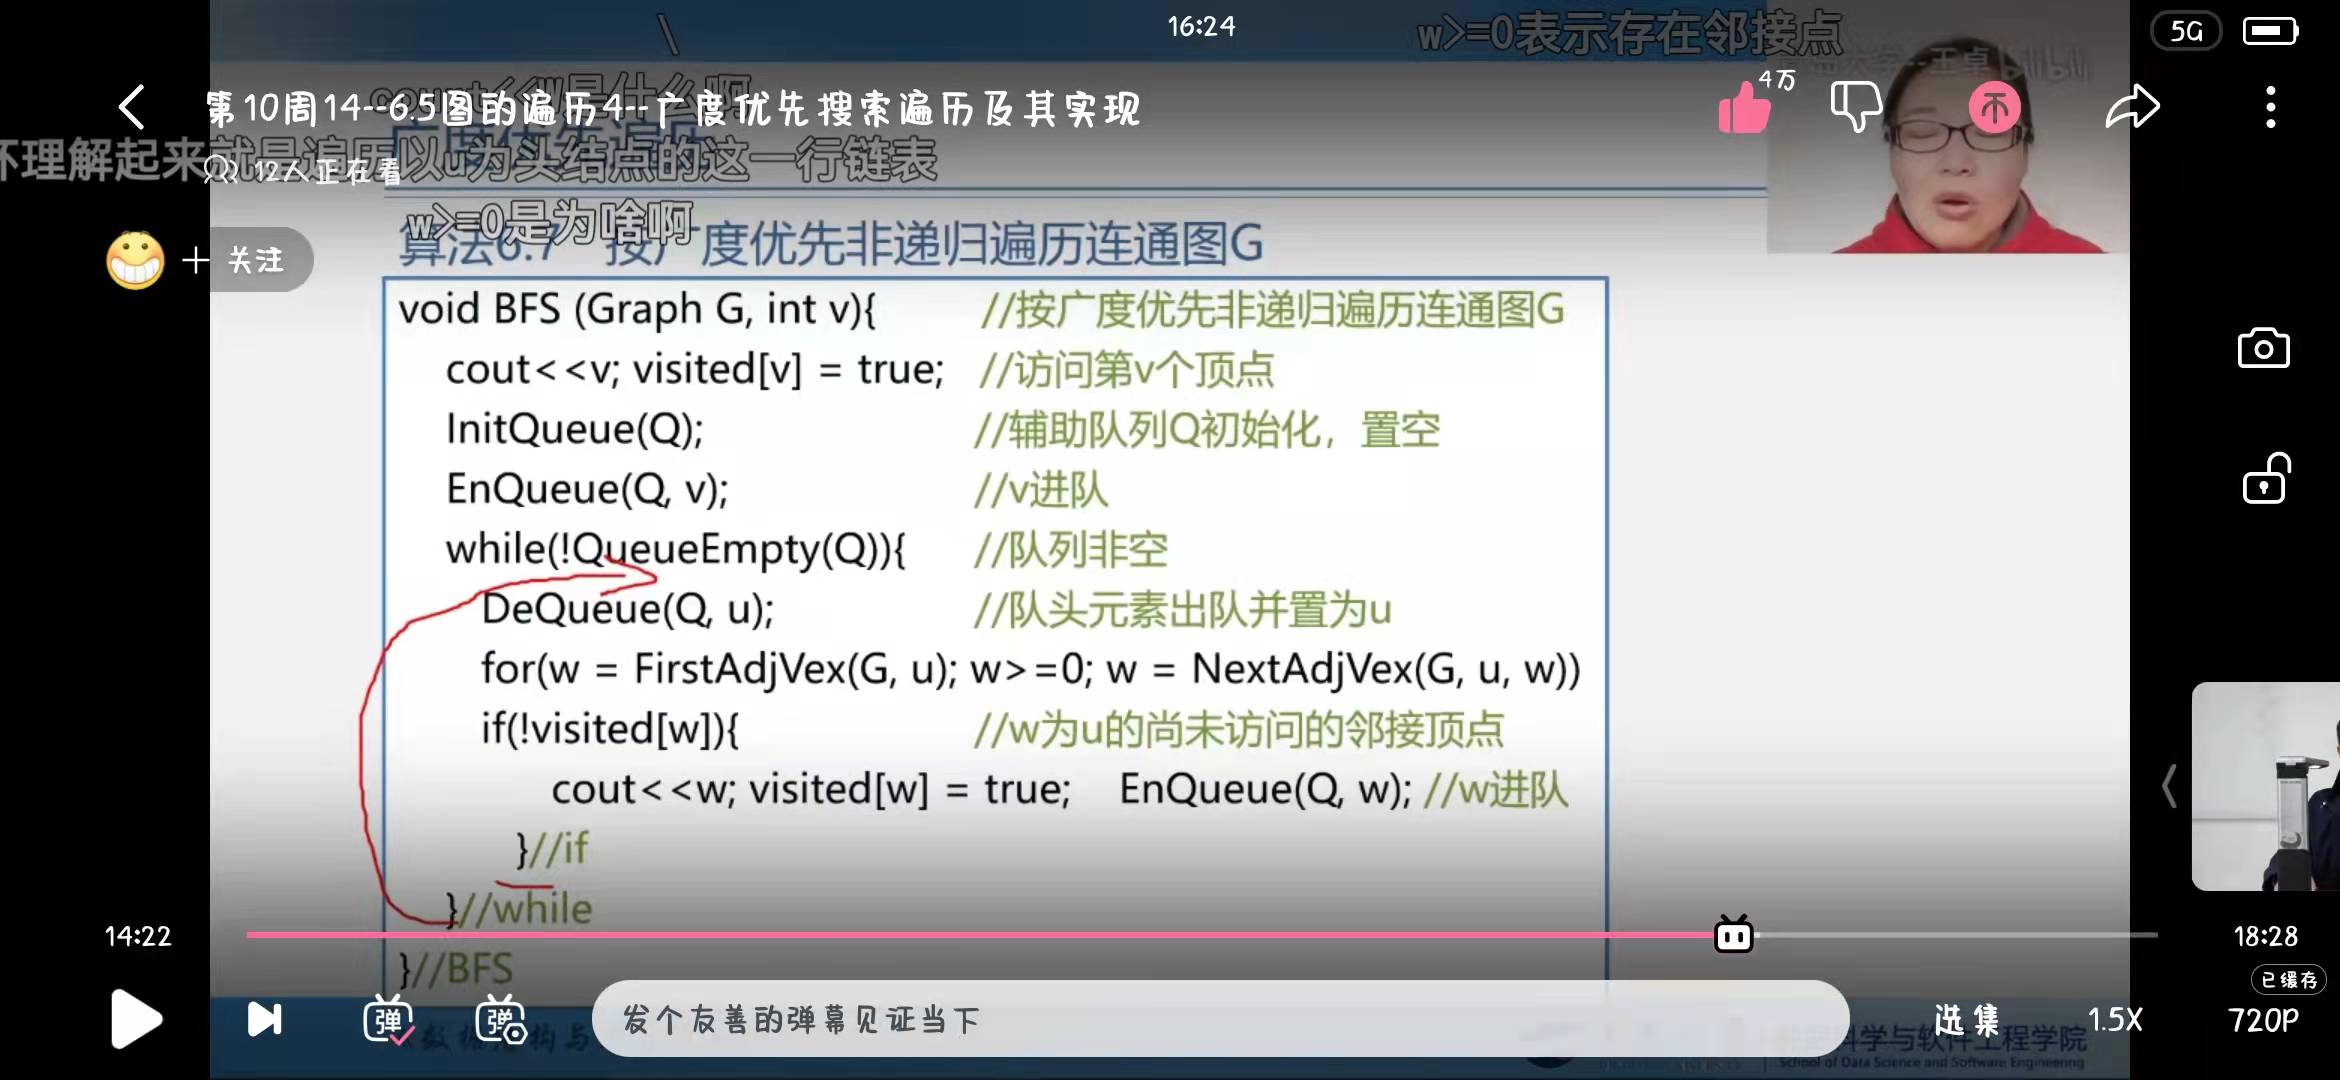 16:24
5G
w>=0表示存在邻接点
第10周14--6.5图的遍历4--广度优先搜索遍历及其实现
4万
不理解起来就是遍历以u为头结点的这一行链表
12人正在看
w>=0是为啥啊
+ 关注
算法6.7 按广度优先非递归遍历连通图G
void BFS (Graph G, int v){ //按广度优先非递归遍历连通图G
cout<<v; visited[v] = true; //访问第v个顶点
InitQueue(Q); //辅助队列Q初始化，置空
EnQueue(Q, v); //v进队
while(!QueueEmpty(Q)){ //队列非空
DeQueue(Q, u); //队头元素出队并置为u
for(w = FirstAdjVex(G, u); w>=0; w = NextAdjVex(G, u, w))
if(!visited[w]){ //w为u的尚未访问的邻接顶点
cout<<w; visited[w] = true; EnQueue(Q, w); //w进队
}//if
}//while
}//BFS
14:22
18:28
已缓存
弹
弹
发个友善的弹幕见证当下
选集
1.5X
720P
科学与软件工程学院
School of Data Science and Software Engineering